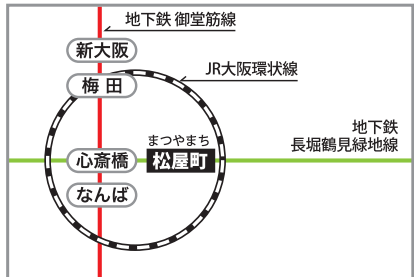 地下鉄 御堂筋線
新大阪
JR大阪環状線
梅田
地下鉄
長堀鶴見緑地線
まつやまち
心斎橋
松屋町
なんば